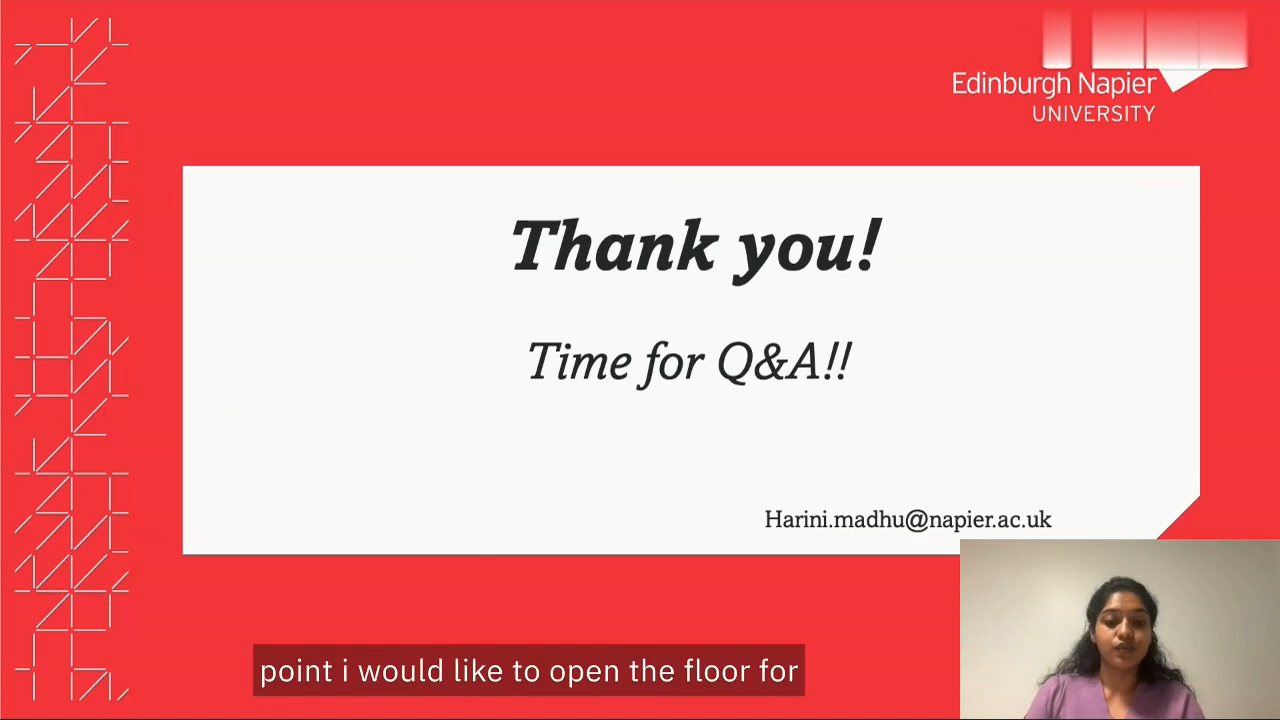 Edinburgh Napier
UNIVERSITY
Thank you!
Time for Q&A!!
Harini.madhu@napier.ac.uk
point i would like to open the floor for